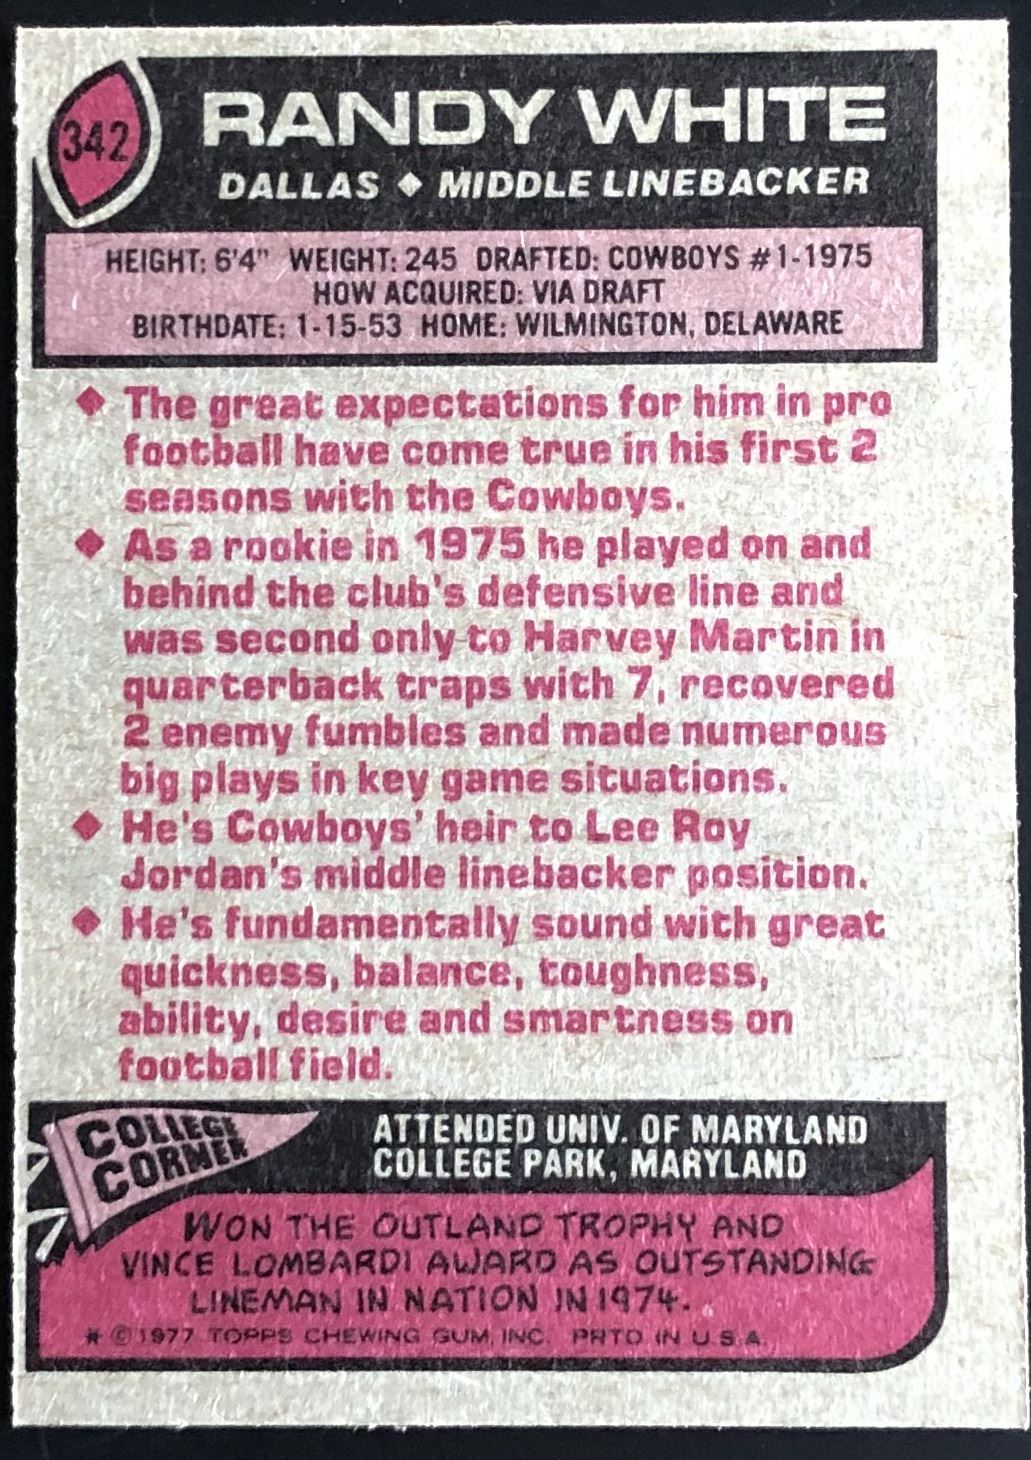 342
RANDY WHITE
DALLAS ◆ MIDDLE LINEBACKER
HEIGHT: 6'4" WEIGHT: 245 DRAFTED: COWBOYS #1-1975
HOW ACQUIRED: VIA DRAFT
BIRTHDATE: 1-15-53 HOME: WILMINGTON, DELAWARE
◆ The great expectations for him in pro
football have come true in his first 2
seasons with the Cowboys.
◆ As a rookie in 1975 he played on and
behind the club's defensive line and
was second only to Harvey Martin in
quarterback traps with 7, recovered
2 enemy fumbles and made numerous
big plays in key game situations.
◆ He's Cowboys' heir to Lee Roy
Jordan's middle linebacker position.
◆ He's fundamentally sound with great
quickness, balance, toughness,
ability, desire and smartness on
football field.
COLLEGE
CORNER
ATTENDED UNIV. OF MARYLAND
COLLEGE PARK, MARYLAND
WON THE OUTLAND TROPHY AND
VINCE LOMBARDI AWARD AS OUTSTANDING
LINEMAN IN NATION IN 1974.
* © 1977 TOPPS CHEWING GUM, INC. PRTD. IN U.S.A.